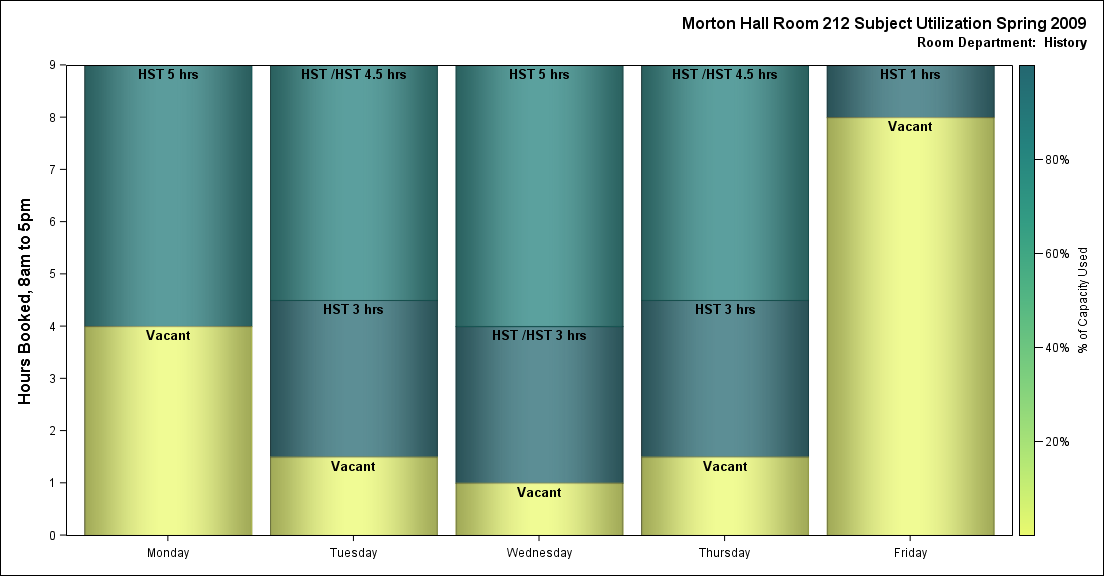 Morton Hall Room 212 Subject Utilization Spring 2009
Room Department:  History
Hours Booked, 8am to 5pm
9
8
7
6
5
4
3
2
1
0
HST 5 hrs
Vacant
HST /HST 4.5 hrs
HST 3 hrs
Vacant
HST 5 hrs
HST /HST 3 hrs
Vacant
HST /HST 4.5 hrs
HST 3 hrs
Vacant
HST 1 hrs
Vacant
Monday
Tuesday
Wednesday
Thursday
Friday
80%
60%
40%
20%
% of Capacity Used